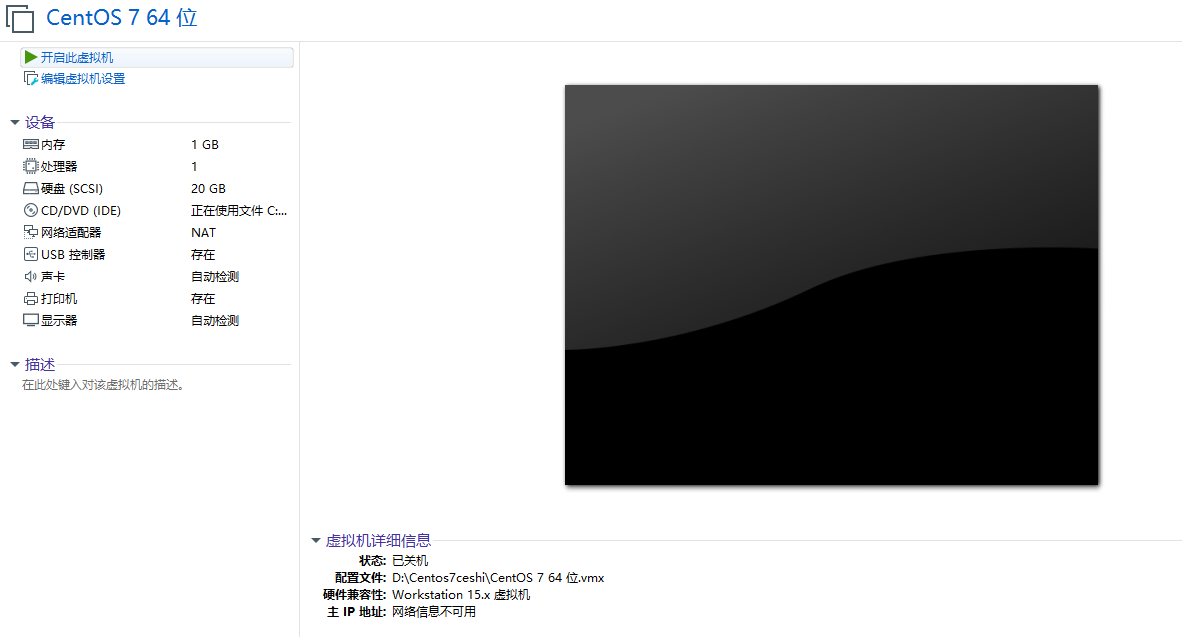 CentOS 7 64 位
开启此虚拟机
编辑虚拟机设置
设备
内存 1 GB
处理器 1
硬盘 (SCSI) 20 GB
CD/DVD (IDE) 正在使用文件 C:...
网络适配器 NAT
USB 控制器 存在
声卡 自动检测
打印机 存在
显示器 自动检测
描述
在此处键入对该虚拟机的描述。
虚拟机详细信息
状态: 已关机
配置文件: D:\Centos7ceshi\CentOS 7 64 位.vmx
硬件兼容性: Workstation 15.x 虚拟机
主 IP 地址: 网络信息不可用